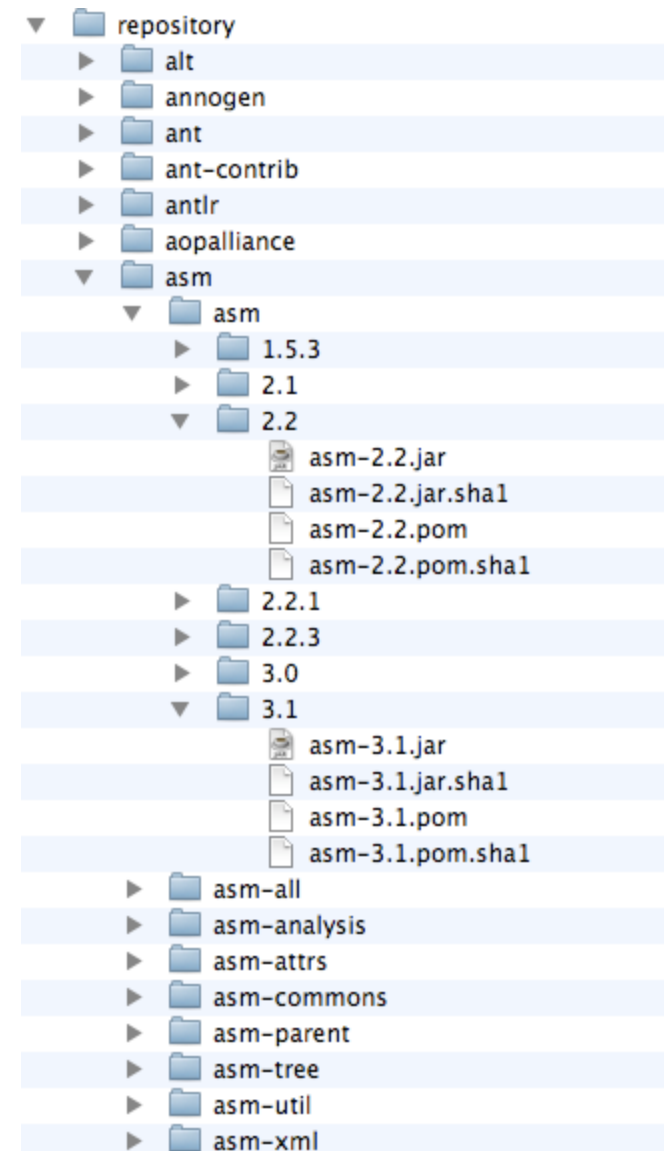 repository
alt
annogen
ant
ant-contrib
antlr
aopalliance
asm
asm
1.5.3
2.1
2.2
asm-2.2.jar
asm-2.2.jar.sha1
asm-2.2.pom
asm-2.2.pom.sha1
2.2.1
2.2.3
3.0
3.1
asm-3.1.jar
asm-3.1.jar.sha1
asm-3.1.pom
asm-3.1.pom.sha1
asm-all
asm-analysis
asm-attrs
asm-commons
asm-parent
asm-tree
asm-util
asm-xml